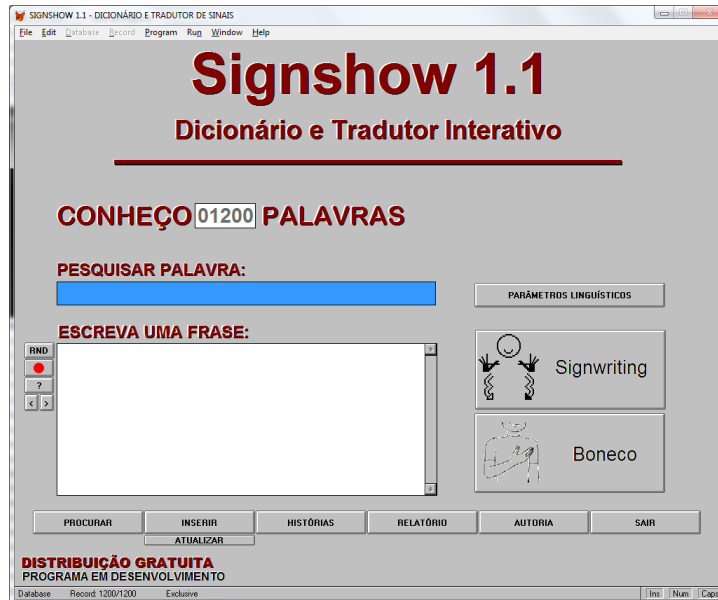 SIGNSHOW 1.1 - DICIONÁRIO E TRADUTOR DE SINAIS
File Edit Database Record Program Run Window Help
Signshow 1.1
Dicionário e Tradutor Interativo
CONHEÇO 01200 PALAVRAS
PESQUISAR PALAVRA:
PARÂMETROS LINGUÍSTICOS
ESCREVA UMA FRASE:
RND
?
< >
Signwriting
Boneco
PROCURAR INSERIR HISTÓRIAS RELATÓRIO AUTORIA SAIR
ATUALIZAR
DISTRIBUIÇÃO GRATUITA
PROGRAMA EM DESENVOLVIMENTO
Database Record: 1200/1200 Exclusive Ins Num Caps